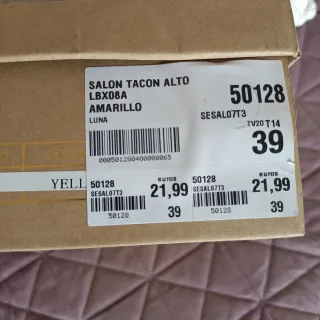 SALON TACON ALTO
LBX08A
AMARILLO
LUNA
50128
SESAL07T3
TV20 T14
39
0005012800400000065
50128
SESAL07T3
euros
21,99
50128
39
50128
SESAL07T3
euros
21,99
50128
39
YELL